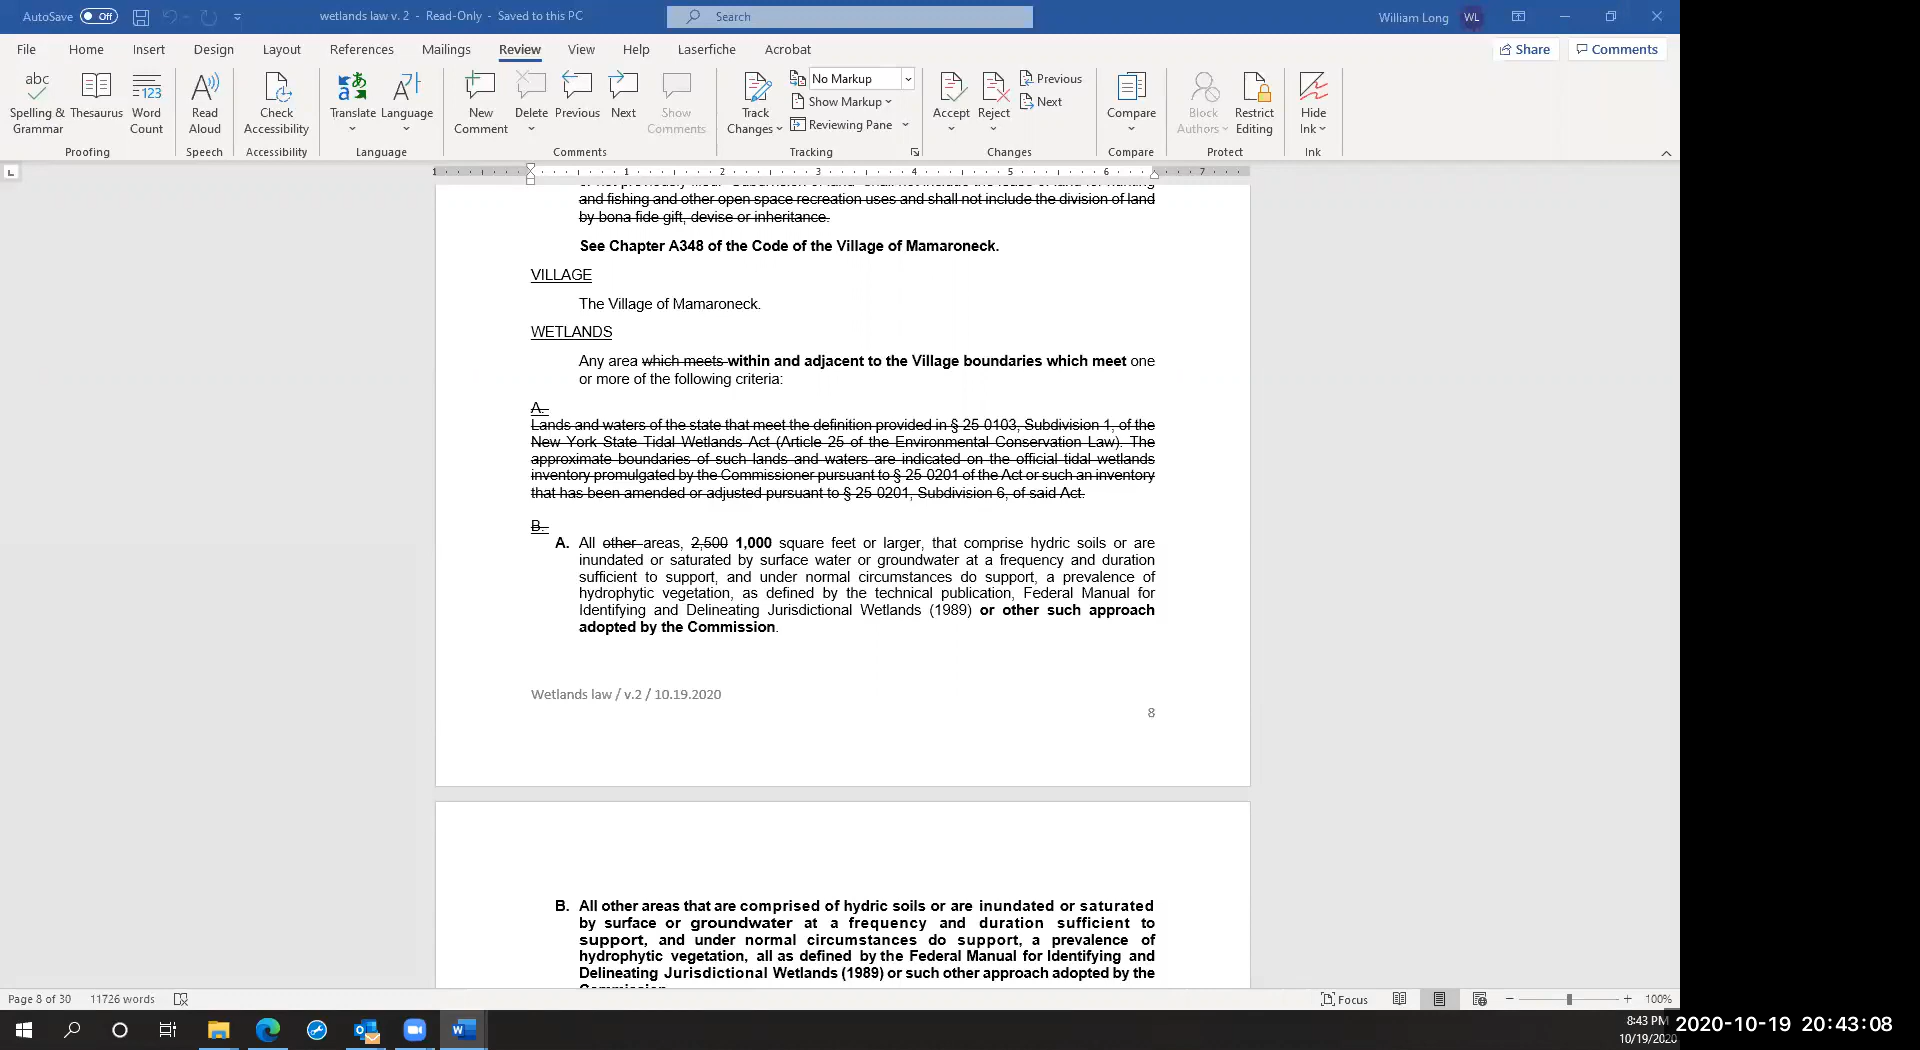 AutoSave Off wetlands law v. 2 - Read-Only - Saved to this PC Search William Long WL
File Home Insert Design Layout References Mailings Review View Help Laserfiche Acrobat Share Comments
abc 123 No Markup Previous
Spelling & Thesaurus Word Read Check Translate Language New Delete Previous Next Show Track Show Markup Accept Reject Next Compare Block Restrict Hide
Grammar Count Aloud Accessibility Comment Comments Changes Reviewing Pane Authors Editing Ink
Proofing Speech Accessibility Language Comments Tracking Changes Compare Protect Ink
1 1 2 3 4 5 6 7
and fishing and other open space recreation uses and shall not include the division of land
by bona fide gift, devise or inheritance.
See Chapter A348 of the Code of the Village of Mamaroneck.
VILLAGE
The Village of Mamaroneck.
WETLANDS
Any area which meets within and adjacent to the Village boundaries which meet one
or more of the following criteria:
A.
Lands and waters of the state that meet the definition provided in § 25-0103, Subdivision 1, of the
New York State Tidal Wetlands Act (Article 25 of the Environmental Conservation Law). The
approximate boundaries of such lands and waters are indicated on the official tidal wetlands
inventory promulgated by the Commissioner pursuant to § 25-0201 of the Act or such an inventory
that has been amended or adjusted pursuant to § 25-0201, Subdivision 6, of said Act.
B.
A. All other areas, 2,500 1,000 square feet or larger, that comprise hydric soils or are
inundated or saturated by surface water or groundwater at a frequency and duration
sufficient to support, and under normal circumstances do support, a prevalence of
hydrophytic vegetation, as defined by the technical publication, Federal Manual for
Identifying and Delineating Jurisdictional Wetlands (1989) or other such approach
adopted by the Commission.
Wetlands law / v.2 / 10.19.2020
8
B. All other areas that are comprised of hydric soils or are inundated or saturated
by surface or groundwater at a frequency and duration sufficient to
support, and under normal circumstances do support, a prevalence of
hydrophytic vegetation, all as defined by the Federal Manual for Identifying and
Delineating Jurisdictional Wetlands (1989) or such other approach adopted by the
Page 8 of 30 11726 words Focus 100%
8:43 PM
10/19/2020
2020-10-19 20:43:08